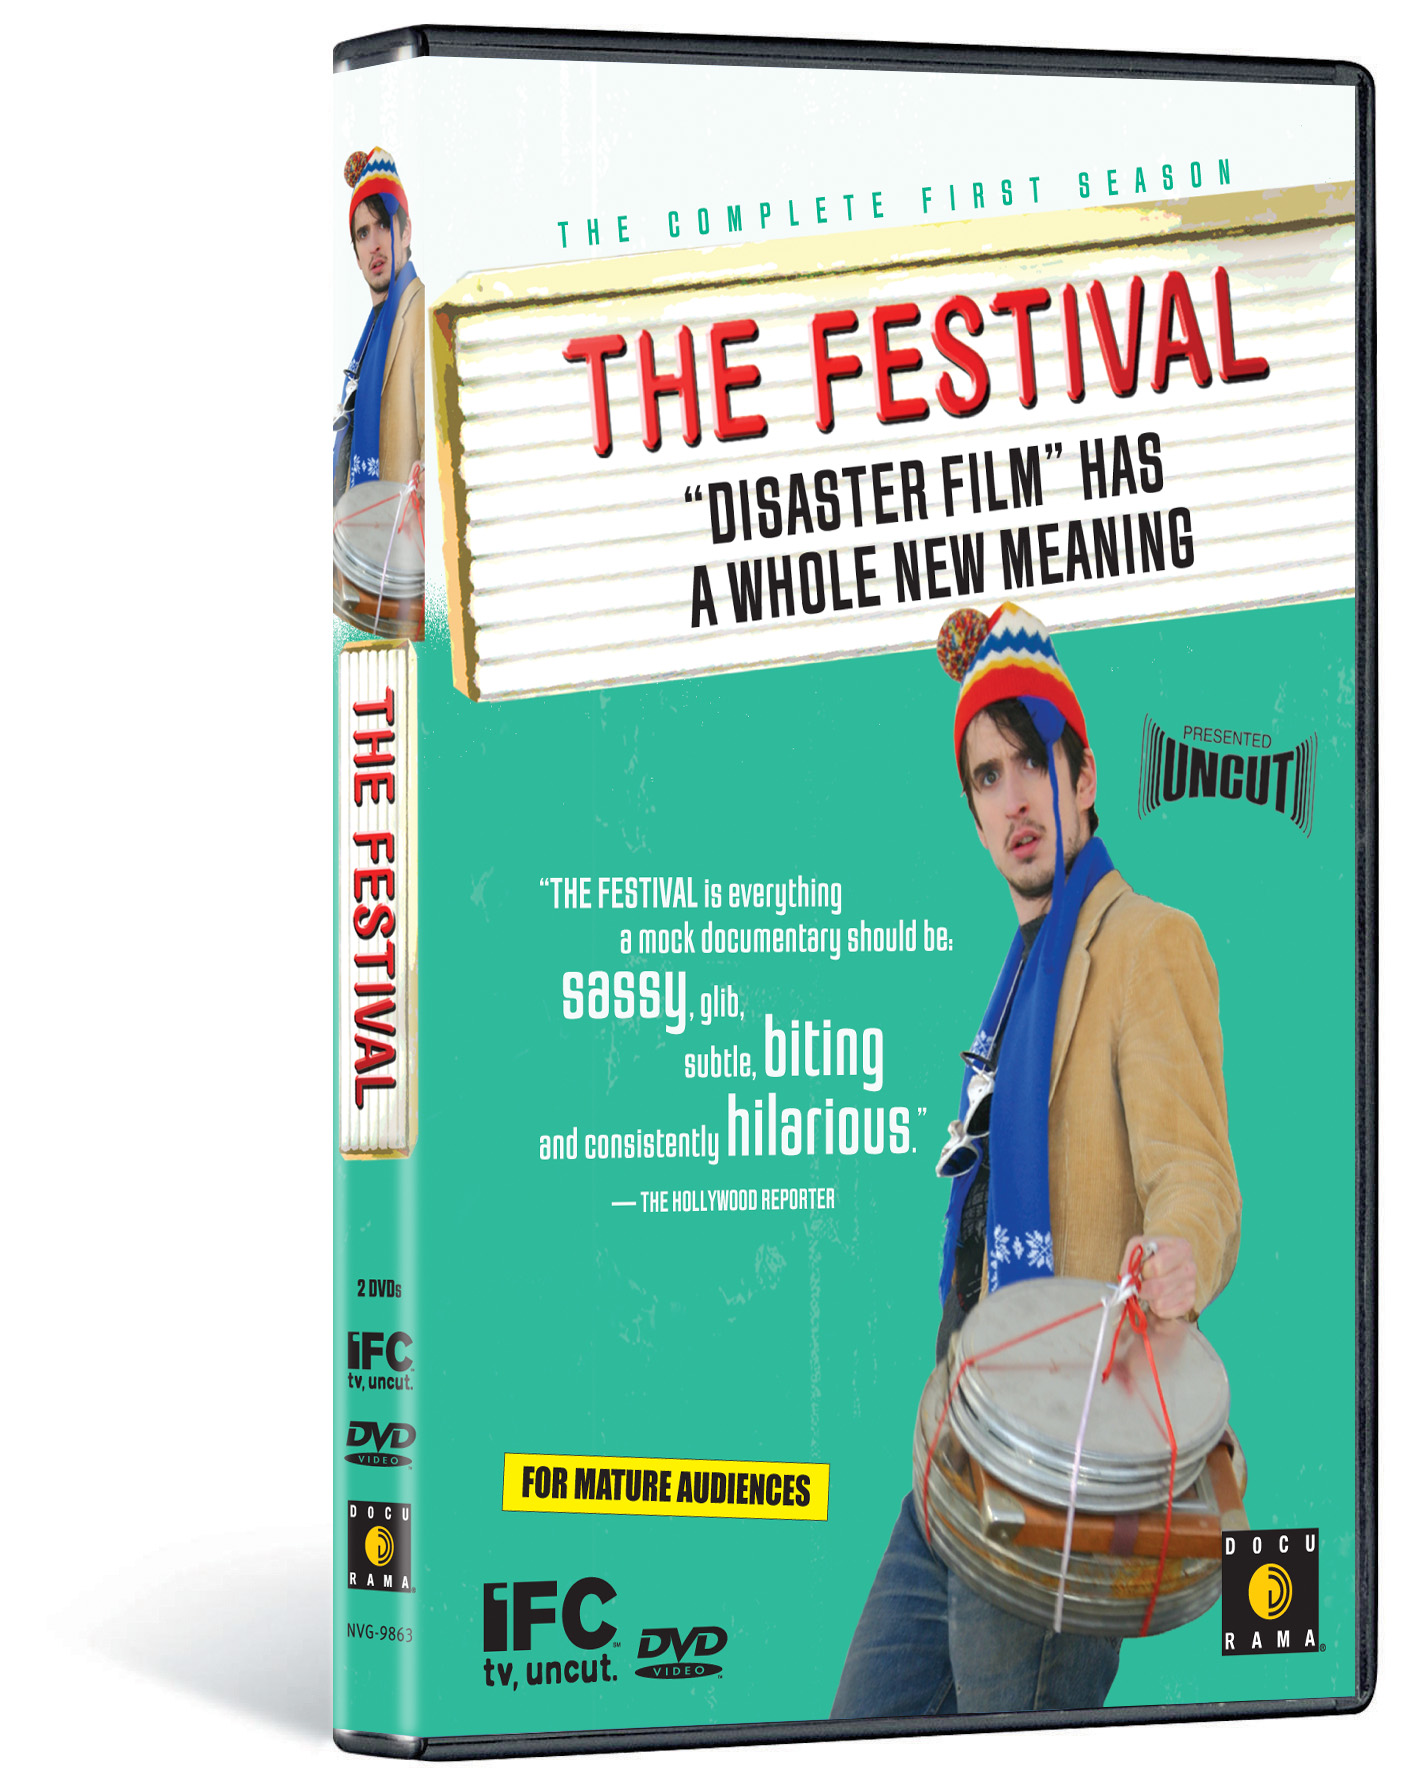 THE COMPLETE FIRST SEASON
THE FESTIVAL
“DISASTER FILM” HAS
A WHOLE NEW MEANING
PRESENTED
UNCUT
“THE FESTIVAL is everything
a mock documentary should be:
sassy, glib,
subtle, biting
and consistently hilarious.”
— THE HOLLYWOOD REPORTER
FOR MATURE AUDIENCES
iFC℠
tv, uncut.
DVD
VIDEO™
DOCU
RAMA®
THE FESTIVAL
2 DVDs
iFC
tv, uncut.
DVD
VIDEO
DOCU
RAMA®
NVG-9863